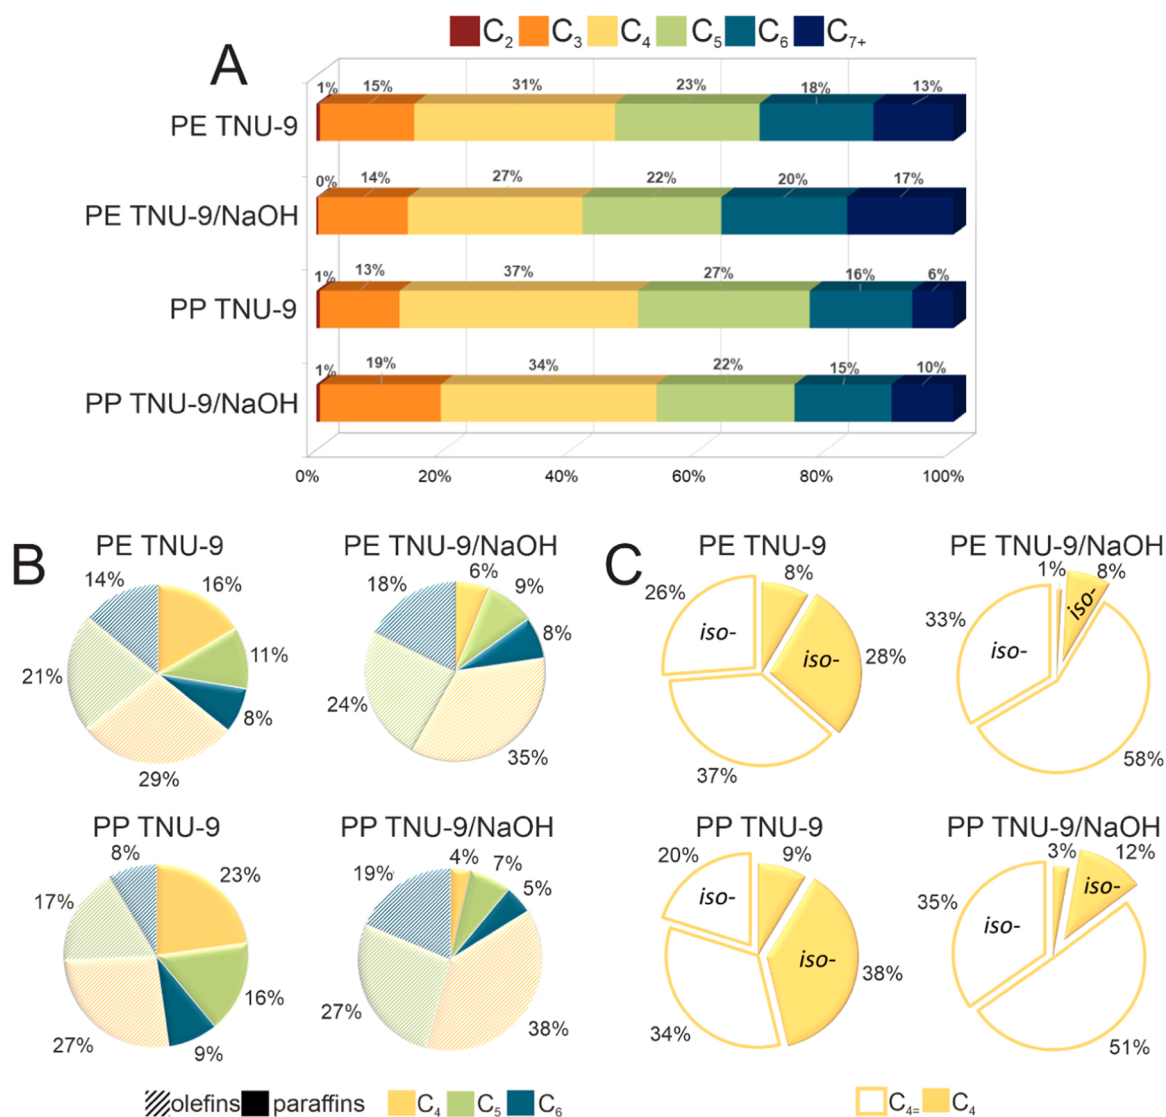 C2 C3 C4 C5 C6 C7+
A
1% 15% 31% 23% 18% 13%
PE TNU-9
0% 14% 27% 22% 20% 17%
PE TNU-9/NaOH
1% 13% 37% 27% 16% 6%
PP TNU-9
1% 19% 34% 22% 15% 10%
PP TNU-9/NaOH
0% 20% 40% 60% 80% 100%
B
PE TNU-9
14% 16%
21% 11%
8%
29%
PE TNU-9/NaOH
18% 6% 9%
8%
24%
35%
PP TNU-9
8% 23%
17%
16%
27% 9%
PP TNU-9/NaOH
19% 4% 7%
5%
27% 38%
olefins paraffins C4 C5 C6
C
PE TNU-9
26% 8%
iso-
iso- 28%
37%
PE TNU-9/NaOH
1% 8%
iso-
33%
iso-
58%
PP TNU-9
20% 9%
iso-
iso- 38%
34%
PP TNU-9/NaOH
3% 12%
iso-
35%
iso-
51%
C4= C4